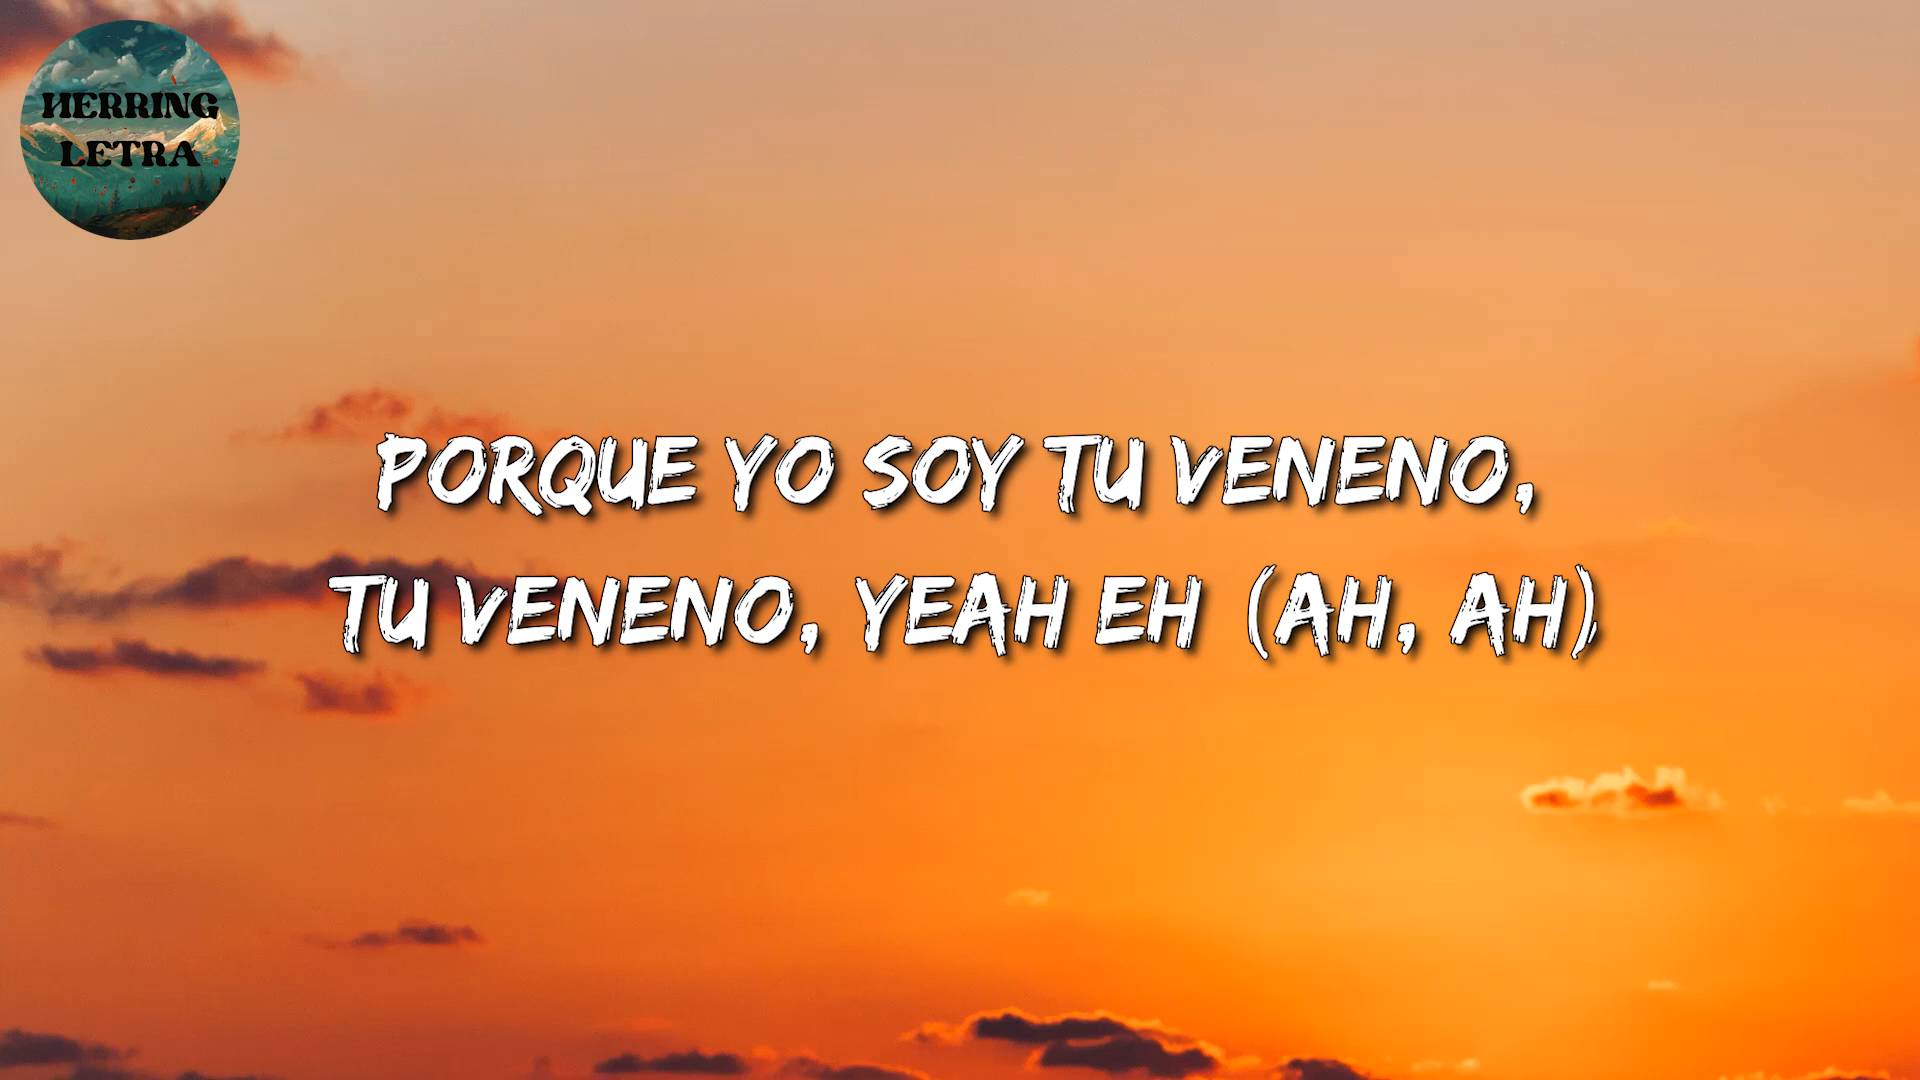 HERRING
LETRA
PORQUE YO SOY TU VENENO,
TU VENENO, YEAH EH (AH, AH)